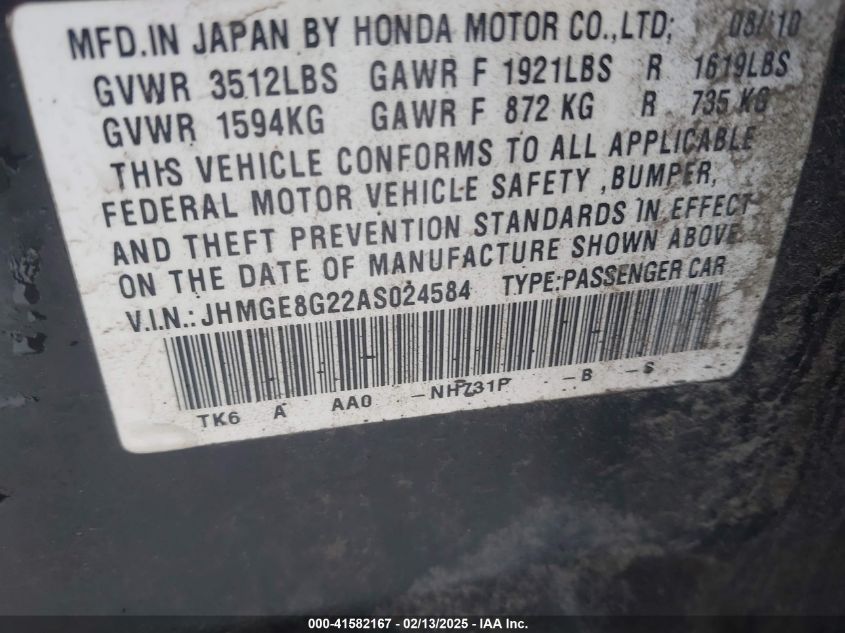 MFD.IN JAPAN BY HONDA MOTOR CO.,LTD; 08/'10
GVWR 3512LBS GAWR F 1921LBS R 1619LBS
GVWR 1594KG GAWR F 872 KG R 735 KG
THIS VEHICLE CONFORMS TO ALL APPLICABLE
FEDERAL MOTOR VEHICLE SAFETY ,BUMPER,
AND THEFT PREVENTION STANDARDS IN EFFECT
ON THE DATE OF MANUFACTURE SHOWN ABOVE
V.I.N.: JHMGE8G22AS024584 TYPE:PASSENGER CAR
TK6 A AA0 -NH731P -B -S
000-41582167 - 02/13/2025 - IAA Inc.